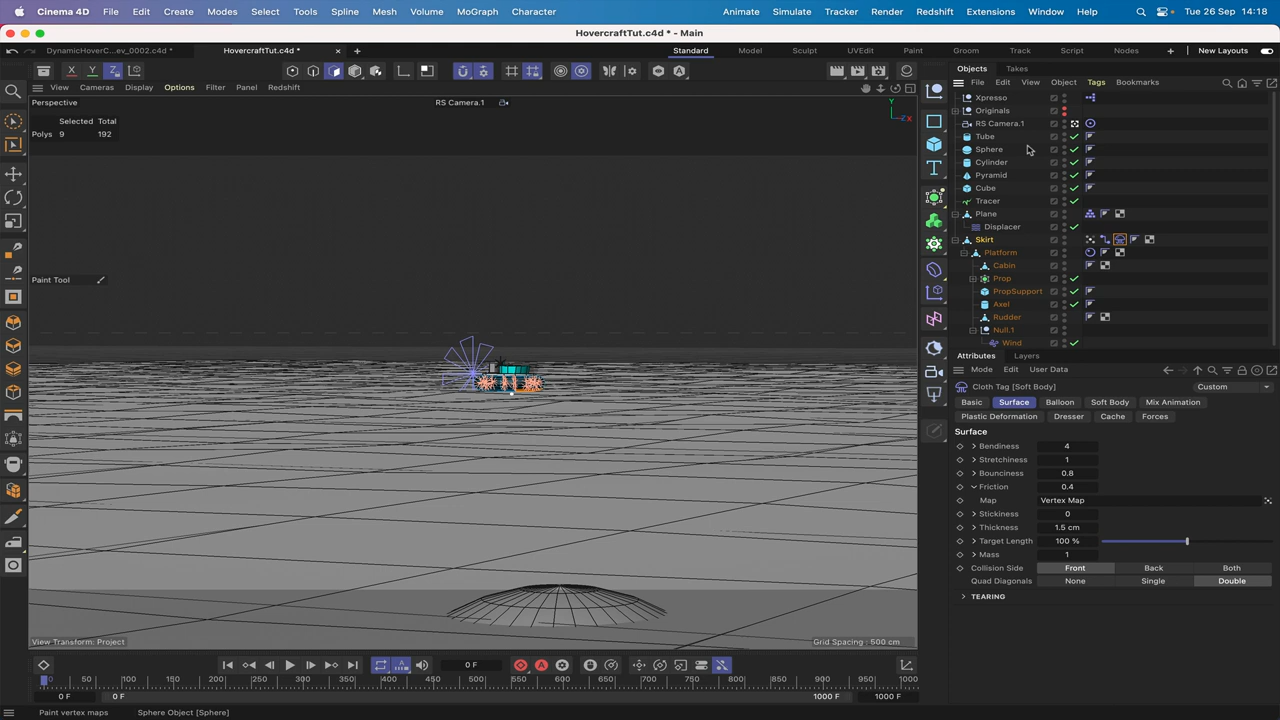 Cinema 4D File Edit Create Modes Select Tools Spline Mesh Volume MoGraph Character Animate Simulate Tracker Render Redshift Extensions Window Help Tue 26 Sep 14:18
HovercraftTut.c4d * - Main
DynamicHoverC...ev_0002.c4d * HovercraftTut.c4d * Standard Model Sculpt UVEdit Paint Groom Track Script Nodes New Layouts
X Y Z
Objects Takes
File Edit View Object Tags Bookmarks
View Cameras Display Options Filter Panel Redshift
Perspective RS Camera.1
Y
Z X
Selected Total
Polys 9 192
Paint Tool
View Transform: Project Grid Spacing : 500 cm
Xpresso
Originals
RS Camera.1
Tube
Sphere
Cylinder
Pyramid
Cube
Tracer
Plane
Displacer
Skirt
Platform
Cabin
Prop
PropSupport
Axel
Rudder
Null.1
Wind
Attributes Layers
Mode Edit User Data
Cloth Tag [Soft Body] Custom
Basic Surface Balloon Soft Body Mix Animation
Plastic Deformation Dresser Cache Forces
Surface
Bendiness 4
Stretchiness 1
Bounciness 0.8
Friction 0.4
Map Vertex Map
Stickiness 0
Thickness 1.5 cm
Target Length 100 %
Mass 1
Collision Side Front Back Both
Quad Diagonals None Single Double
TEARING
0 F
0 50 100 150 200 250 300 350 400 450 500 550 600 650 700 750 800 850 900 950 1000
0 F 0 F 1000 F 1000 F
Paint vertex maps Sphere Object [Sphere]